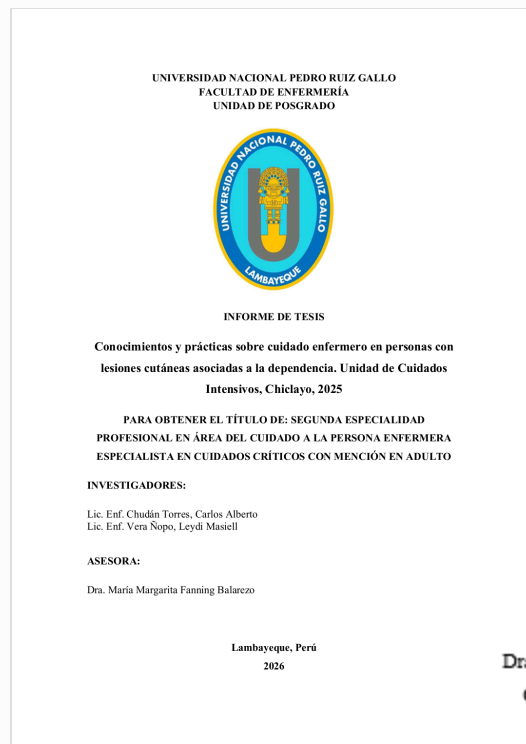 UNIVERSIDAD NACIONAL PEDRO RUIZ GALLO
FACULTAD DE ENFERMERÍA
UNIDAD DE POSGRADO
UNIVERSIDAD NACIONAL PEDRO RUIZ GALLO
LAMBAYEQUE
INFORME DE TESIS
Conocimientos y prácticas sobre cuidado enfermero en personas con
lesiones cutáneas asociadas a la dependencia. Unidad de Cuidados
Intensivos, Chiclayo, 2025
PARA OBTENER EL TÍTULO DE: SEGUNDA ESPECIALIDAD
PROFESIONAL EN ÁREA DEL CUIDADO A LA PERSONA ENFERMERA
ESPECIALISTA EN CUIDADOS CRÍTICOS CON MENCIÓN EN ADULTO
INVESTIGADORES:
Lic. Enf. Chudán Torres, Carlos Alberto
Lic. Enf. Vera Ñopo, Leydi Masiell
ASESORA:
Dra. María Margarita Fanning Balarezo
Lambayeque, Perú
2026